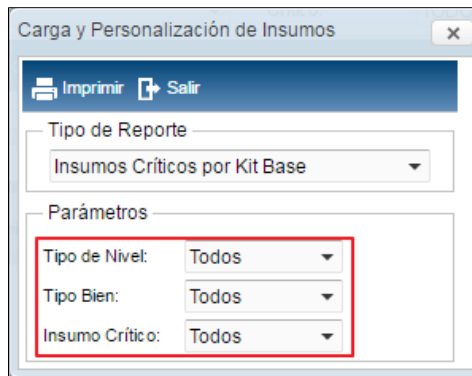 Carga y Personalización de Insumos
Imprimir Salir
Tipo de Reporte
Insumos Críticos por Kit Base
Parámetros
Tipo de Nivel: Todos
Tipo Bien: Todos
Insumo Crítico: Todos